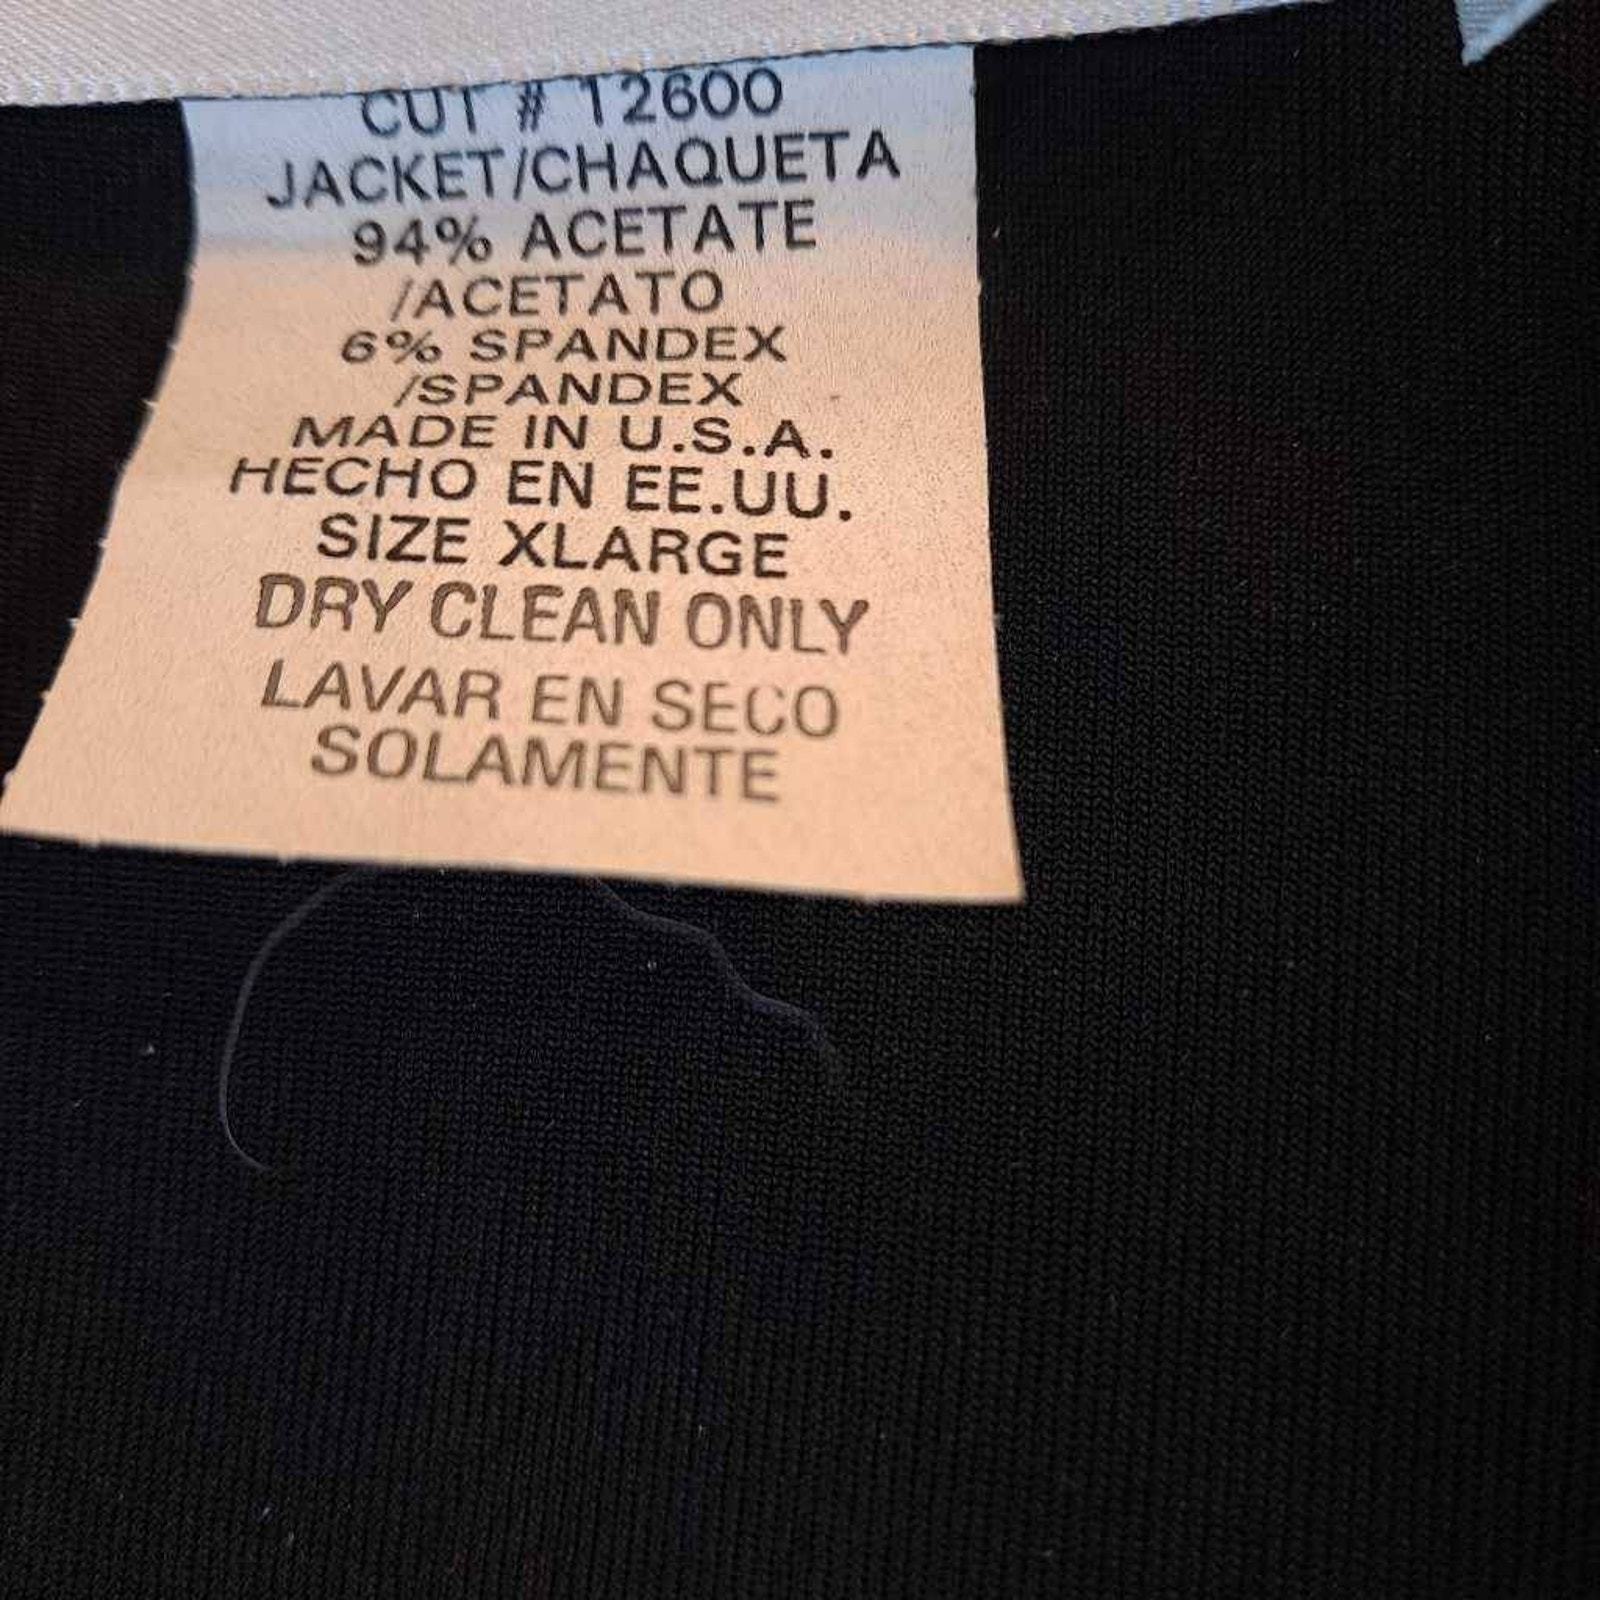 CUT # 12600
JACKET/CHAQUETA
94% ACETATE
/ACETATO
6% SPANDEX
/SPANDEX
MADE IN U.S.A.
HECHO EN EE.UU.
SIZE XLARGE
DRY CLEAN ONLY
LAVAR EN SECO
SOLAMENTE